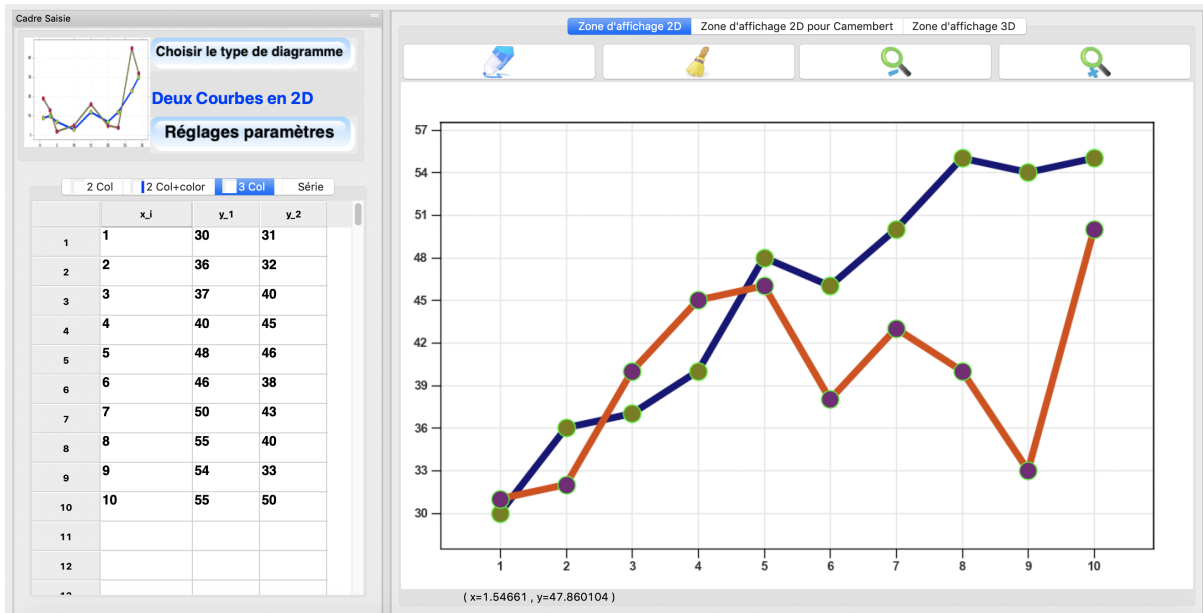 Cadre Saisie
Choisir le type de diagramme
Deux Courbes en 2D
Réglages paramètres
2 Col 2 Col+color 3 Col Série
x_i y_1 y_2
1 1 30 31
2 2 36 32
3 3 37 40
4 4 40 45
5 5 48 46
6 6 46 38
7 7 50 43
8 8 55 40
9 9 54 33
10 10 55 50
11
12
Zone d'affichage 2D Zone d'affichage 2D pour Camembert Zone d'affichage 3D
57
54
51
48
45
42
39
36
33
30
1 2 3 4 5 6 7 8 9 10
( x=1.54661 , y=47.860104 )